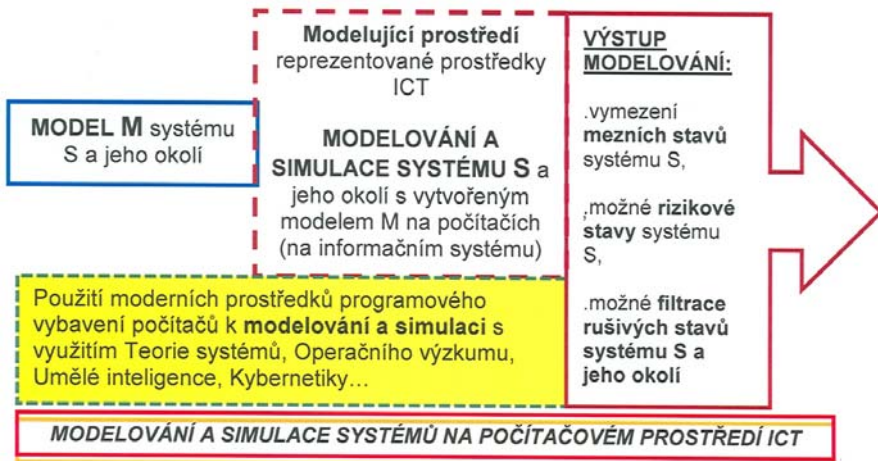 MODEL M systému
S a jeho okolí
Modelující prostředí
reprezentované prostředky
ICT
MODELOVÁNÍ A
SIMULACE SYSTÉMU S a
jeho okolí s vytvořeným
modelem M na počítačích
(na informačním systému)
VÝSTUP
MODELOVÁNÍ:
.vymezení
mezních stavů
systému S,
.možné rizikové
stavy systému
S,
.možné filtrace
rušivých stavů
systému S a
jeho okolí
Použití moderních prostředků programového
vybavení počítačů k modelování a simulaci s
využitím Teorie systémů, Operačního výzkumu,
Umělé inteligence, Kybernetiky…
MODELOVÁNÍ A SIMULACE SYSTÉMŮ NA POČÍTAČOVÉM PROSTŘEDÍ ICT